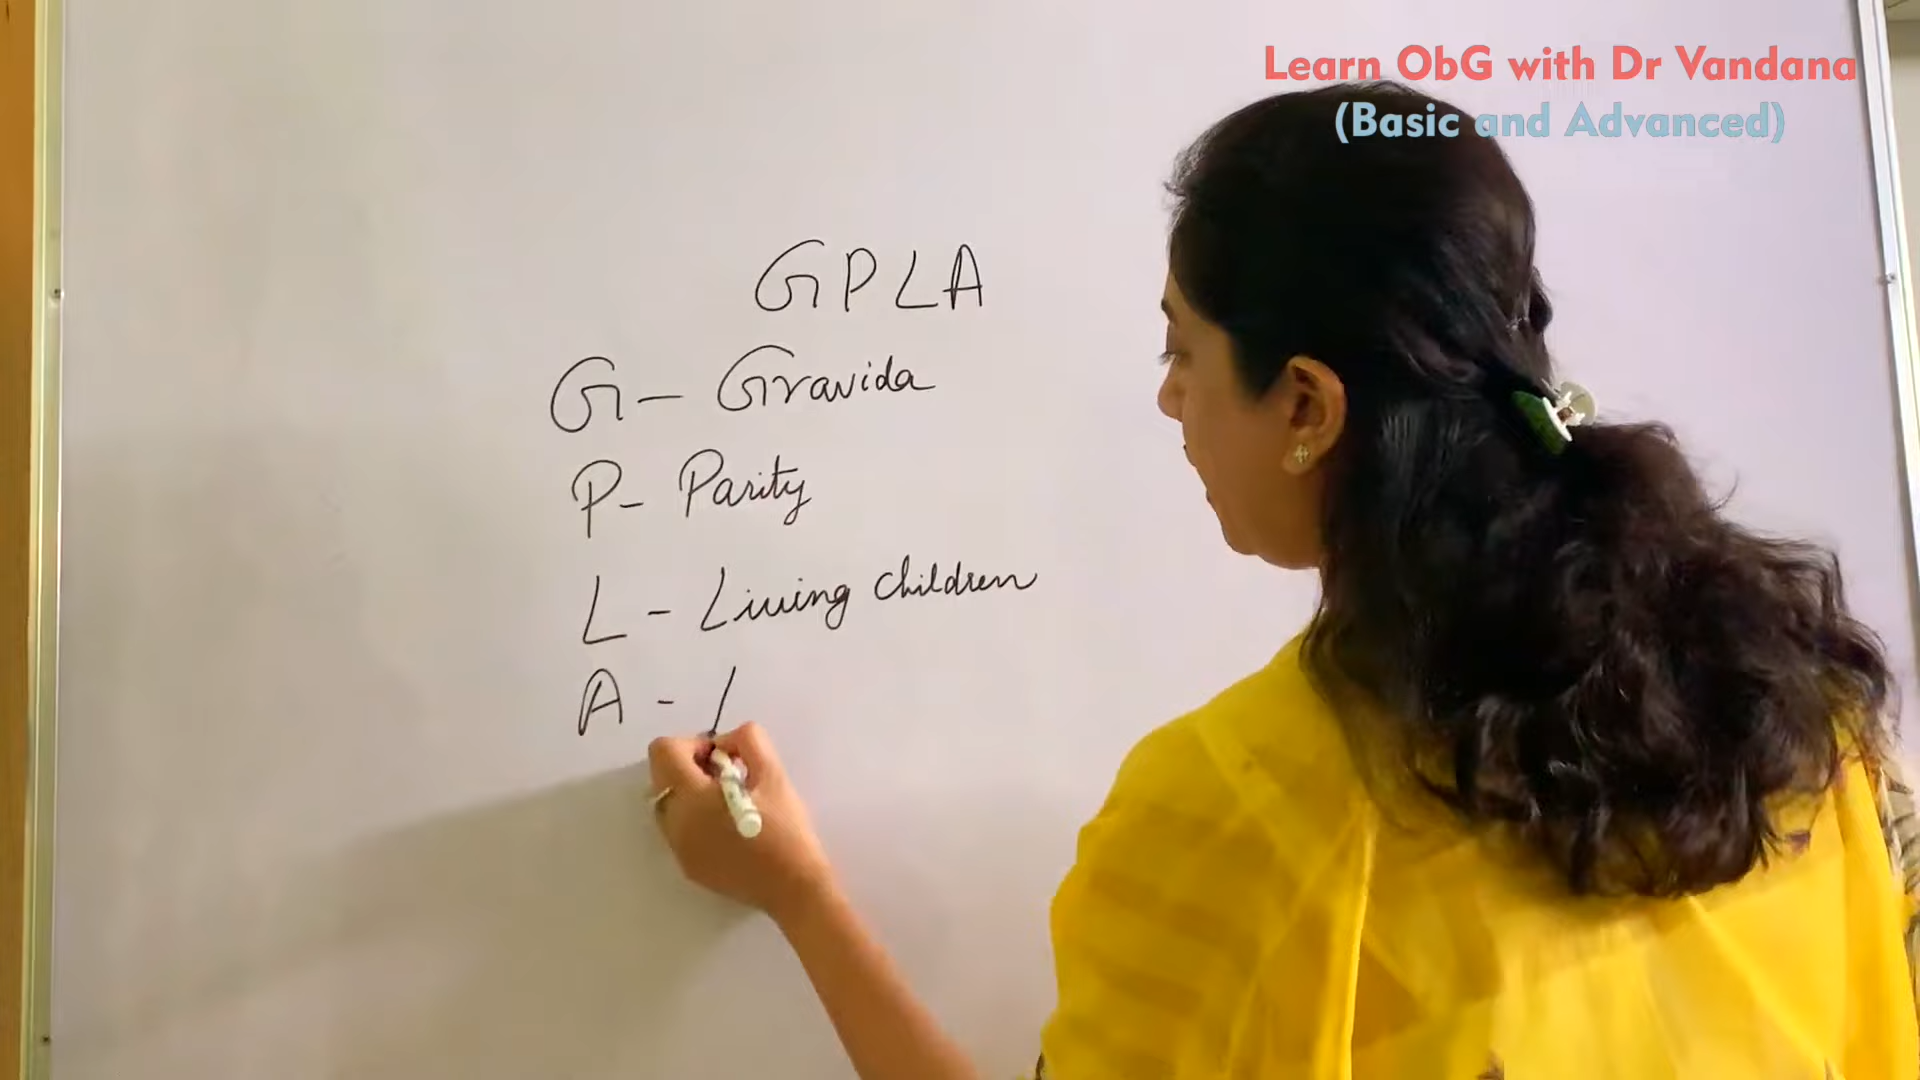 Learn ObG with Dr Vandana
(Basic and Advanced)
GPLA
G - Gravida
P - Parity
L - Living children
A -